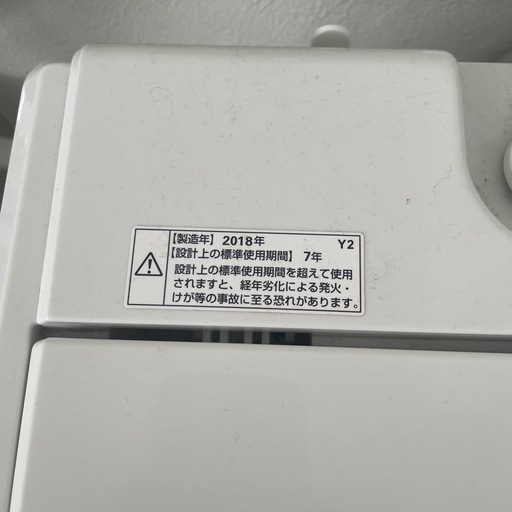 【製造年】 2018年 Y2
【設計上の標準使用期間】 7年
設計上の標準使用期間を超えて使用
されますと、経年劣化による発火・
けが等の事故に至る恐れがあります。